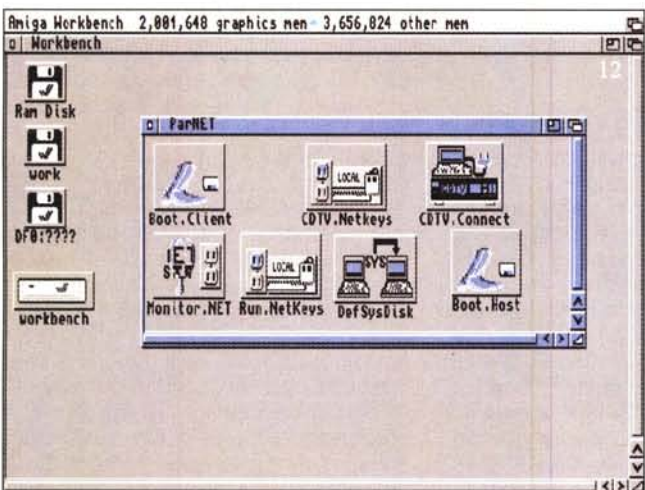 Amiga Workbench 2,001,648 graphics mem 3,656,824 other mem
Workbench
12
Ram Disk
work
DF0:????
workbench
ParNET
Boot.Client
CDTV.Netkeys
CDTV.Connect
LOCAL
Monitor.NET
Run.NetKeys
DefSysDisk
Boot.Host
LOCAL
SYS